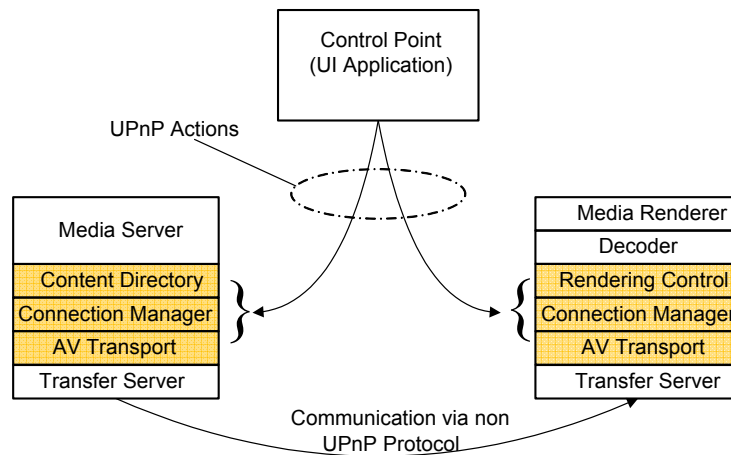 Control Point
(UI Application)
UPnP Actions
Media Server
Content Directory
Connection Manager
AV Transport
Transfer Server
Media Renderer
Decoder
Rendering Control
Connection Manager
AV Transport
Transfer Server
Communication via non
UPnP Protocol